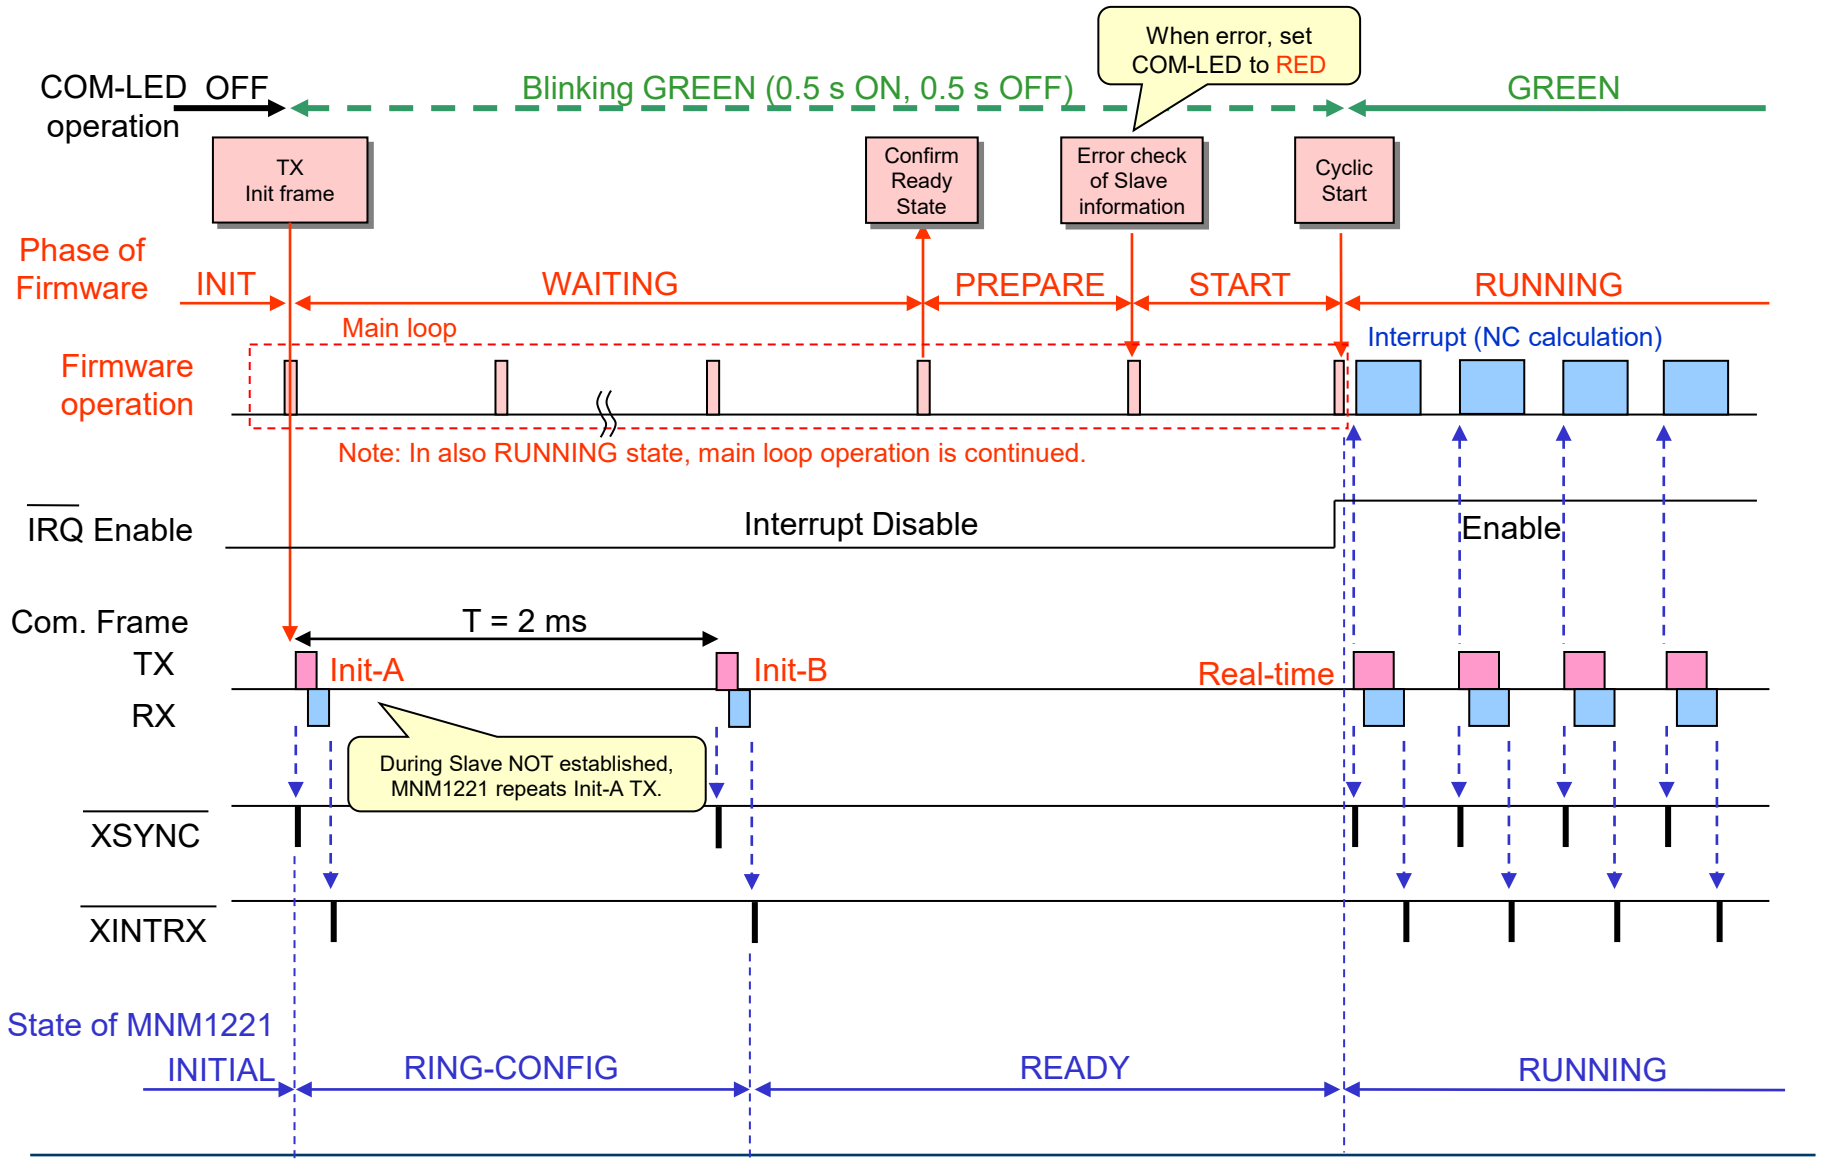 When error, set
COM-LED to RED
COM-LED OFF
operation
Blinking GREEN (0.5 s ON, 0.5 s OFF)
GREEN
TX
Init frame
Confirm
Ready
State
Error check
of Slave
information
Cyclic
Start
Phase of
Firmware
INIT
WAITING
PREPARE
START
RUNNING
Main loop
Interrupt (NC calculation)
Firmware
operation
Note: In also RUNNING state, main loop operation is continued.
IRQ Enable
Interrupt Disable
Enable
Com. Frame
T = 2 ms
TX
Init-A
Init-B
Real-time
RX
During Slave NOT established,
MNM1221 repeats Init-A TX.
XSYNC
XINTRX
State of MNM1221
INITIAL
RING-CONFIG
READY
RUNNING